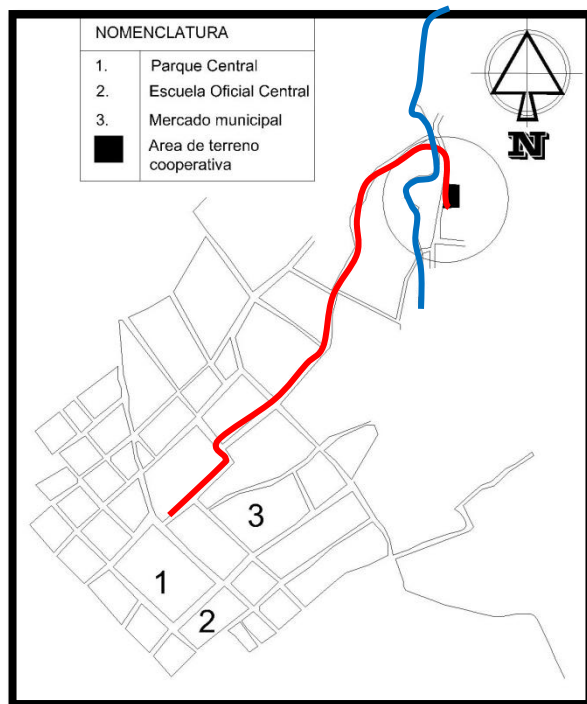 NOMENCLATURA
1. Parque Central
2. Escuela Oficial Central
3. Mercado municipal
Area de terreno
cooperativa
N
3
1
2